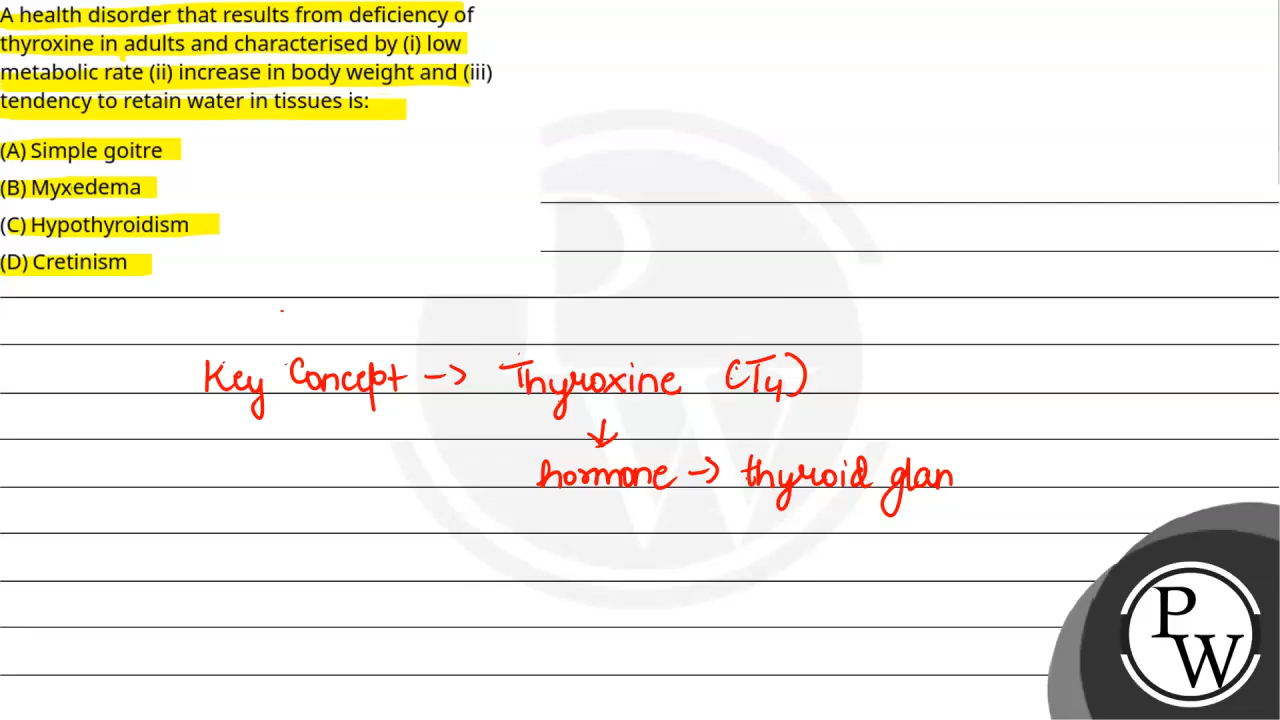 A health disorder that results from deficiency of
thyroxine in adults and characterised by (i) low
metabolic rate (ii) increase in body weight and (iii)
tendency to retain water in tissues is:
(A) Simple goitre
(B) Myxedema
(C) Hypothyroidism
(D) Cretinism
Key Concept -> Thyroxine (T4)
↓
hormone -> thyroid glan
P
W
P
W